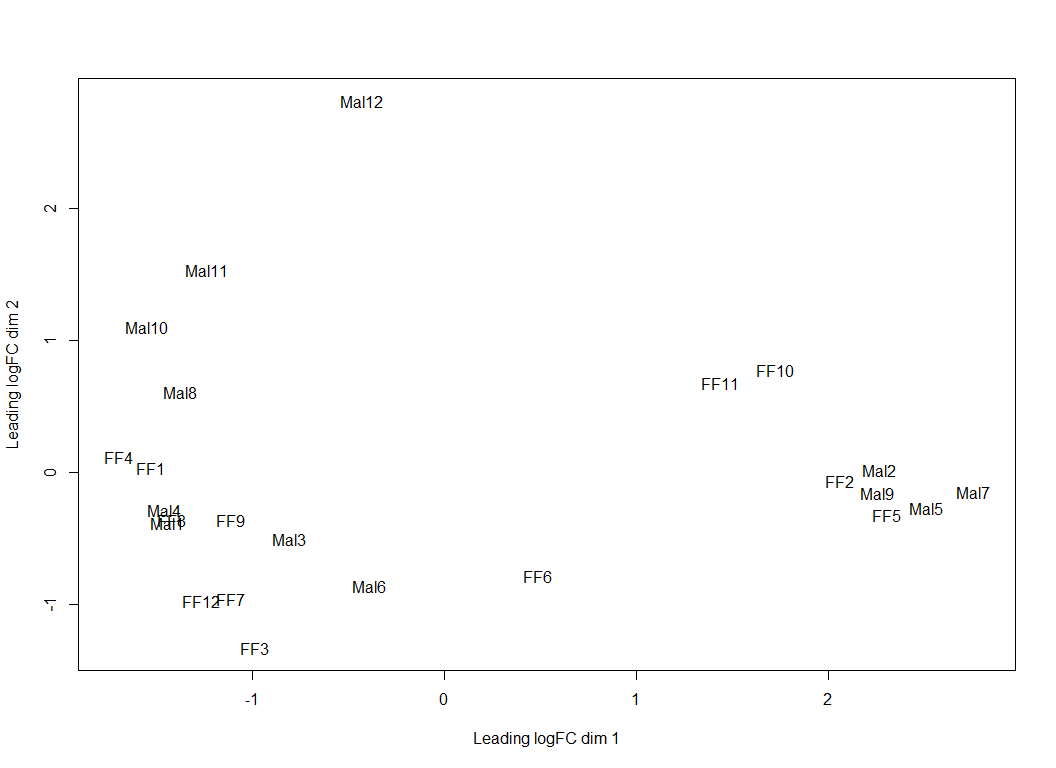 Mal12
2
Mal11
Mal10
1
FF10
FF11
Mal8
FF4
FF1
0
Mal2
FF2
Mal9
Mal7
Mal4
Mal5
FF5
FF8
FF9
Mal1
Mal3
FF6
Mal6
-1
FF12
FF7
FF3
-1
0
1
2
Leading logFC dim 1
Leading logFC dim 2